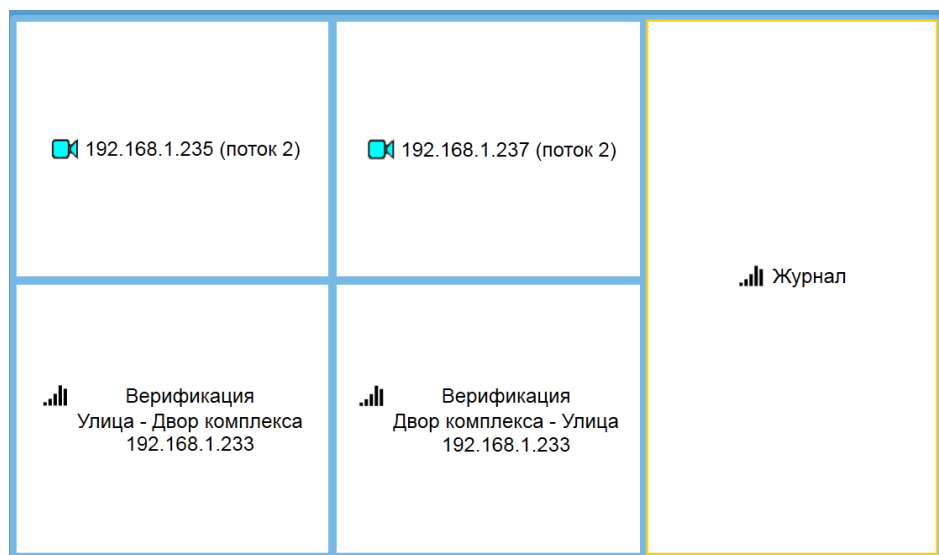 192.168.1.235 (поток 2)
192.168.1.237 (поток 2)
Журнал
Верификация
Улица - Двор комплекса
192.168.1.233
Верификация
Двор комплекса - Улица
192.168.1.233